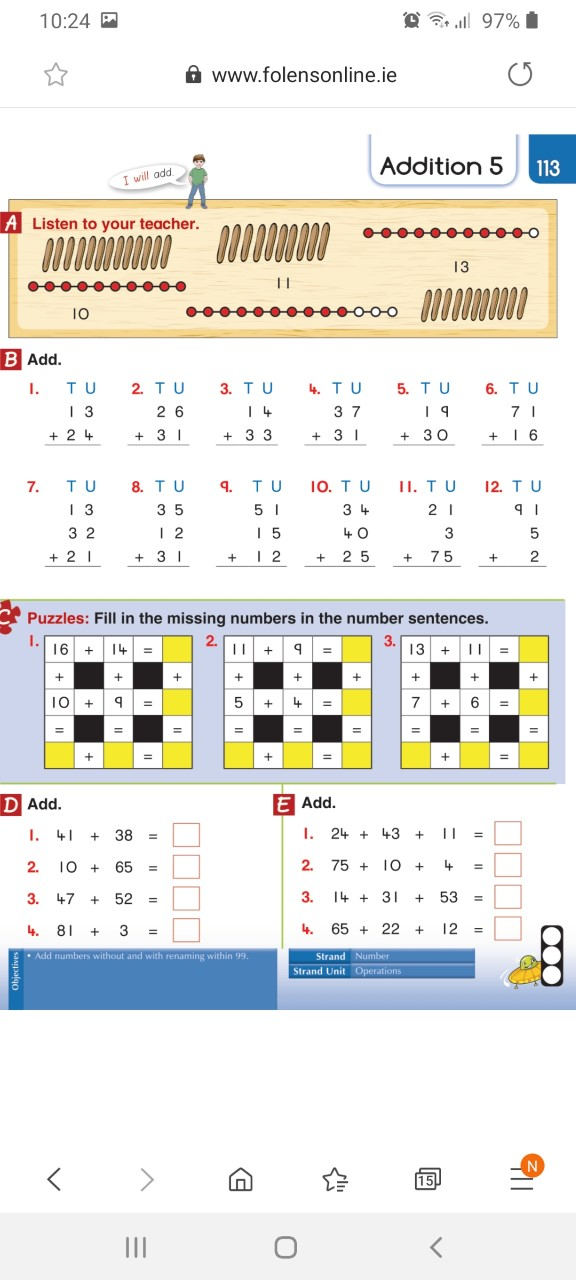 10:24 97%
www.folensonline.ie
I will add.
Addition 5 113
A Listen to your teacher.
13
11
10
B Add.
1. T U 2. T U 3. T U 4. T U 5. T U 6. T U
1 3 2 6 1 4 3 7 1 9 7 1
+ 2 4 + 3 1 + 3 3 + 3 1 + 3 0 + 1 6
7. T U 8. T U 9. T U 10. T U 11. T U 12. T U
1 3 3 5 5 1 3 4 2 1 9 1
3 2 1 2 1 5 4 0 3 5
+ 2 1 + 3 1 + 1 2 + 2 5 + 7 5 + 2
C Puzzles: Fill in the missing numbers in the number sentences.
1. 16 + 14 = 2. 11 + 9 = 3. 13 + 11 =
+ + + + + + + + +
10 + 9 = 5 + 4 = 7 + 6 =
= = = = = = = = =
+ = + = + =
D Add. E Add.
1. 41 + 38 = 1. 24 + 43 + 11 =
2. 10 + 65 = 2. 75 + 10 + 4 =
3. 47 + 52 = 3. 14 + 31 + 53 =
4. 81 + 3 = 4. 65 + 22 + 12 =
Objectives • Add numbers without and with renaming within 99. Strand Number
Strand Unit Operations
15 N